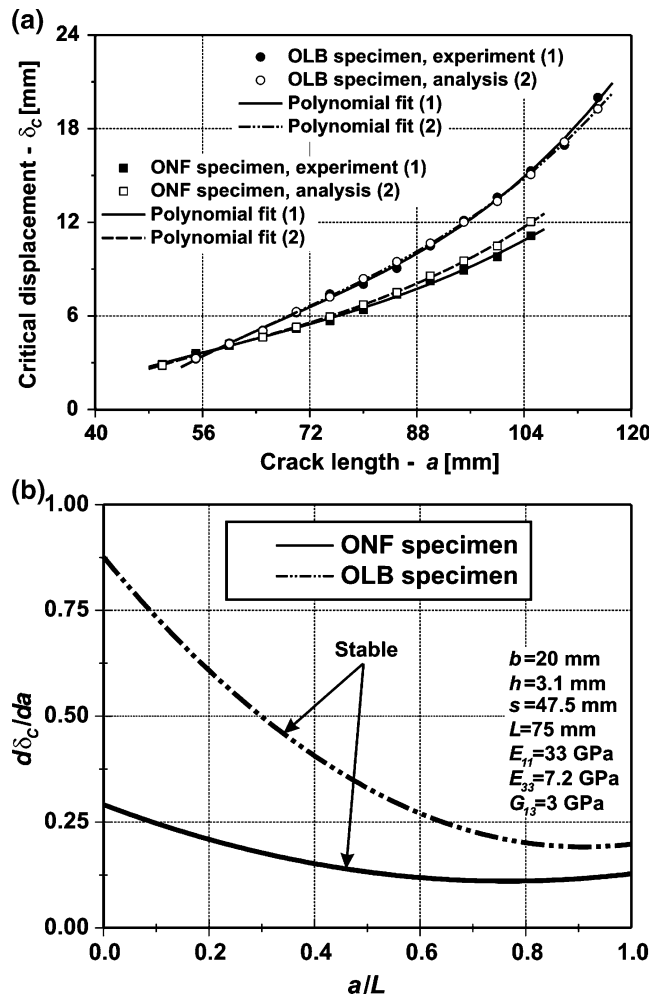 (a)
24
18
12
6
0
Critical displacement - δc [mm]
OLB specimen, experiment (1)
OLB specimen, analysis (2)
Polynomial fit (1)
Polynomial fit (2)
ONF specimen, experiment (1)
ONF specimen, analysis (2)
Polynomial fit (1)
Polynomial fit (2)
40 56 72 88 104 120
Crack length - a [mm]
(b)
1.00
0.75
0.50
0.25
0.00
dδc/da
ONF specimen
OLB specimen
Stable
b=20 mm
h=3.1 mm
s=47.5 mm
L=75 mm
E11=33 GPa
E33=7.2 GPa
G13=3 GPa
0.0 0.2 0.4 0.6 0.8 1.0
a/L